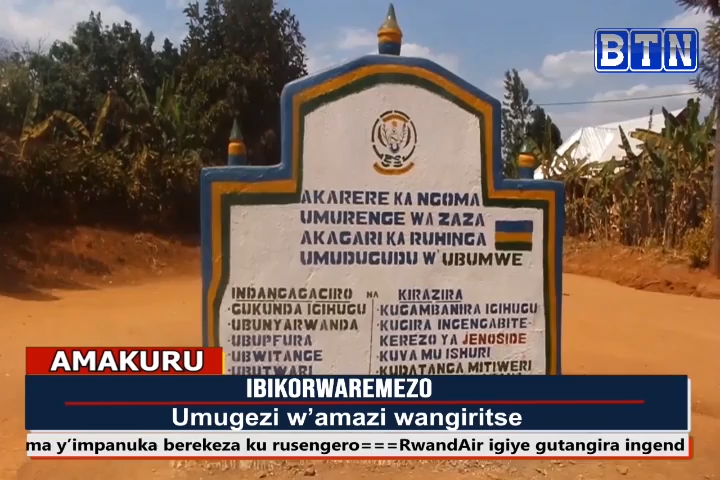 BTN
AKARERE KA NGOMA
UMURENGE WA ZAZA
AKAGARI KA RUHINGA
UMUDUGUDU W'UBUMWE
INDANGAGACIRO NA KIRAZIRA
·GUKUNDA IGIHUGU
·UBUNYARWANDA
·UBUPFURA
·UBWITANGE
·UBUTWARI
·KUGAMBANIRA IGIHUGU
·KUGIRA INGENGABITE-
KEREZO YA JENOSIDE
·KUVA MU ISHURI
·KUDATANGA MITIWERI
AMAKURU
IBIKORWAREMEZO
Umugezi w'amazi wangiritse
ma y'impanuka berekeza ku rusengero===RwandAir igiye gutangira ingend